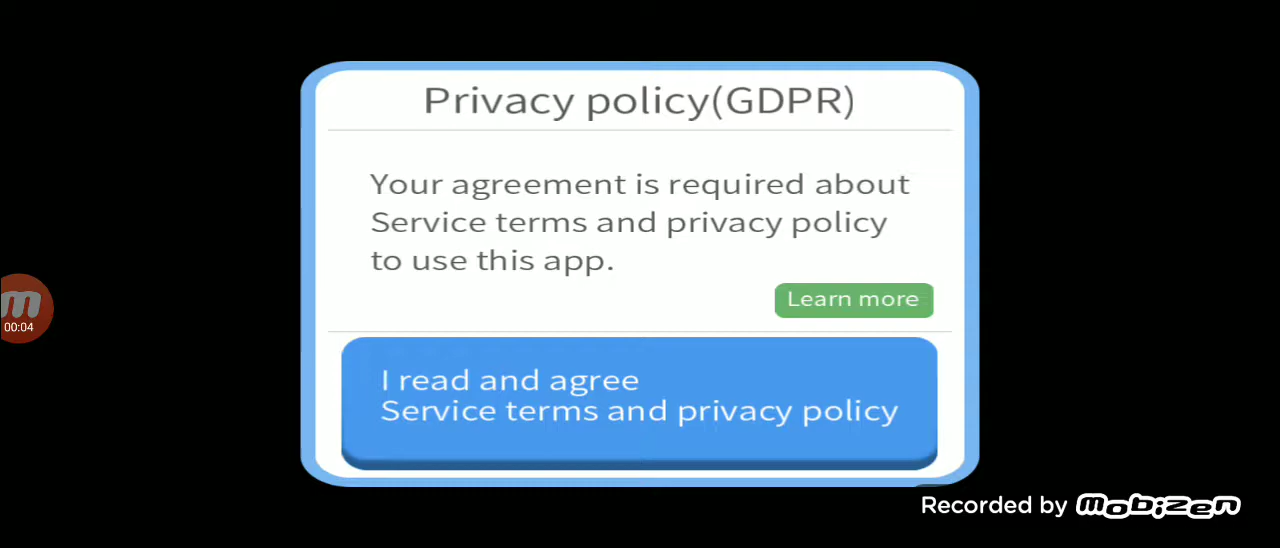 Privacy policy(GDPR)
Your agreement is required about
Service terms and privacy policy
to use this app.
Learn more
00:04
I read and agree
Service terms and privacy policy
Recorded by mobizen